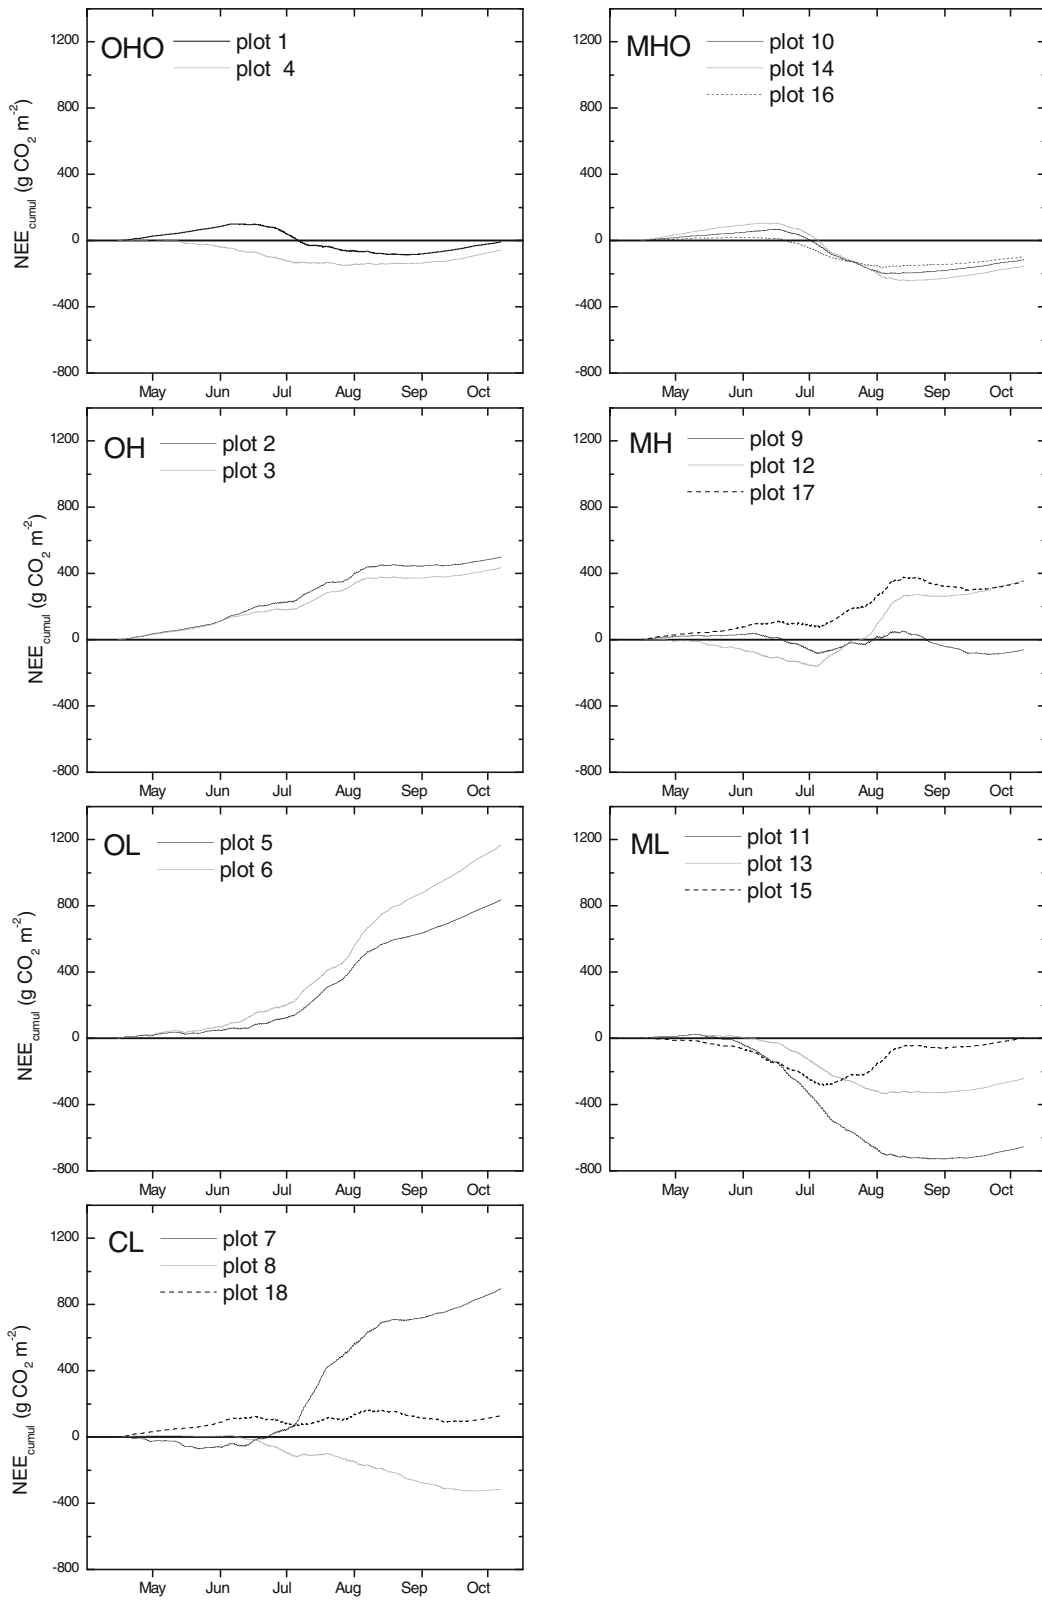 OHO
plot 1
plot 4
1200
800
400
0
-400
-800
NEEcumul (g CO2 m-2)
May Jun Jul Aug Sep Oct
MHO
plot 10
plot 14
plot 16
1200
800
400
0
-400
-800
May Jun Jul Aug Sep Oct
OH
plot 2
plot 3
1200
800
400
0
-400
-800
NEEcumul (g CO2 m-2)
May Jun Jul Aug Sep Oct
MH
plot 9
plot 12
plot 17
1200
800
400
0
-400
-800
May Jun Jul Aug Sep Oct
OL
plot 5
plot 6
1200
800
400
0
-400
-800
NEEcumul (g CO2 m-2)
May Jun Jul Aug Sep Oct
ML
plot 11
plot 13
plot 15
1200
800
400
0
-400
-800
May Jun Jul Aug Sep Oct
CL
plot 7
plot 8
plot 18
1200
800
400
0
-400
-800
NEEcumul (g CO2 m-2)
May Jun Jul Aug Sep Oct